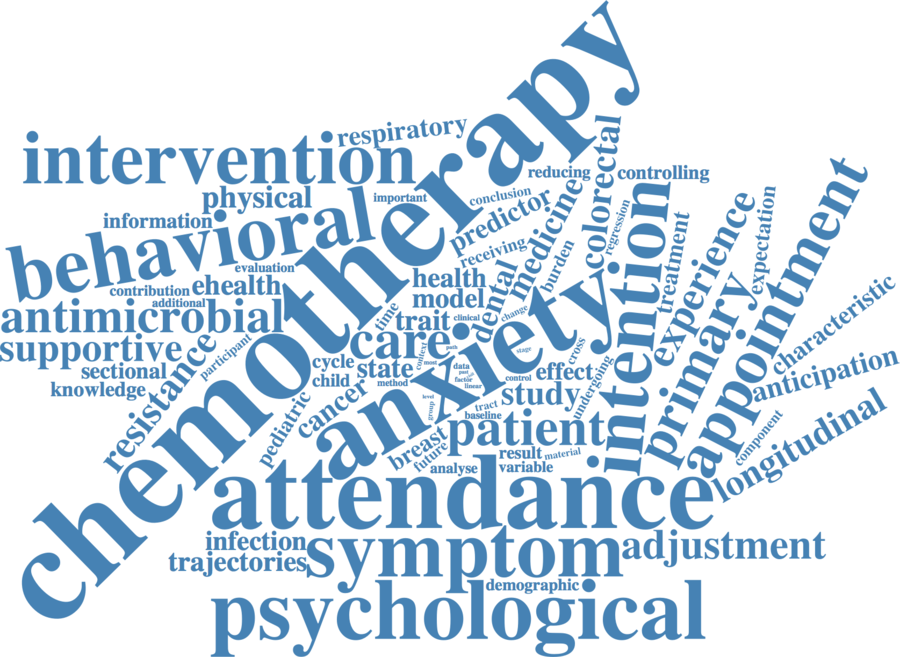 chemotherapy
intervention
respiratory
physical
important
information
behavioral
evaluation
contribution
ehealth
additional
antimicrobial
supportive
sectional
knowledge
resistance
participant
conclusion
predictor
receiving
reducing
controlling
colorectal
medicine
burden
regression
health
model
time
trait
clinical
dental
change
care
path
context
most
cycle
state
child
method
data
past
factor
linear
stage
control
effect
cross
study
undergoing
anxiety
intention
treatment
experience
expectation
primary
appointment
characteristic
anticipation
component
longitudinal
pediatric
cancer
level
group
tract
baseline
breast
future
patient
result
material
analyse
variable
attendance
infection
trajectories
symptom
adjustment
demographic
psychological